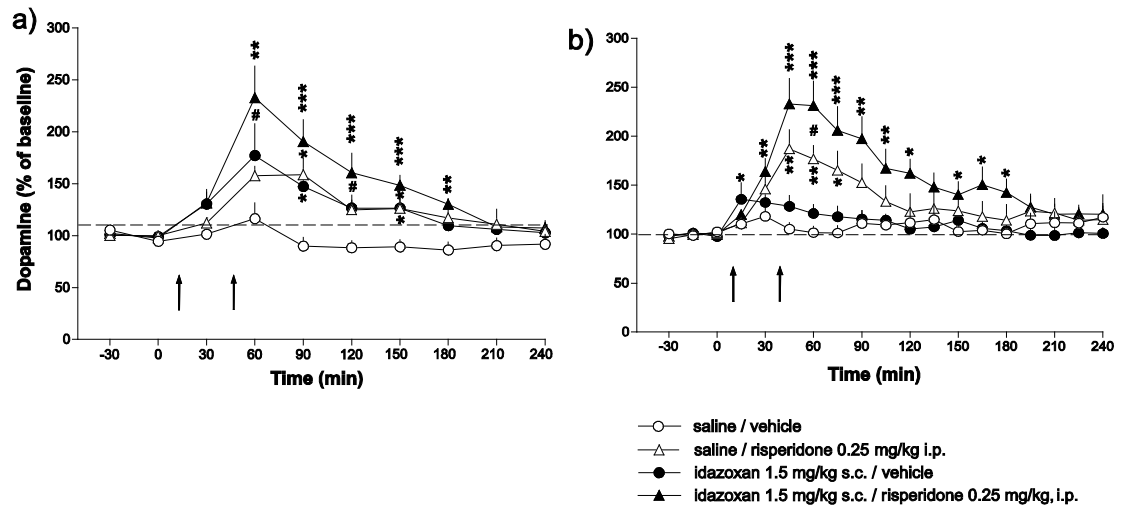 a)
Dopamine (% of baseline)
300
250
200
150
100
50
0
** *** *** *** **
# * * # **
-30 0 30 60 90 120 150 180 210 240
Time (min)
b)
300
250
200
150
100
50
0
* ** *** *** *** ** ** * * * *
# ** ** *
-30 0 30 60 90 120 150 180 210 240
Time (min)
saline / vehicle
saline / risperidone 0.25 mg/kg i.p.
idazoxan 1.5 mg/kg s.c. / vehicle
idazoxan 1.5 mg/kg s.c. / risperidone 0.25 mg/kg, i.p.